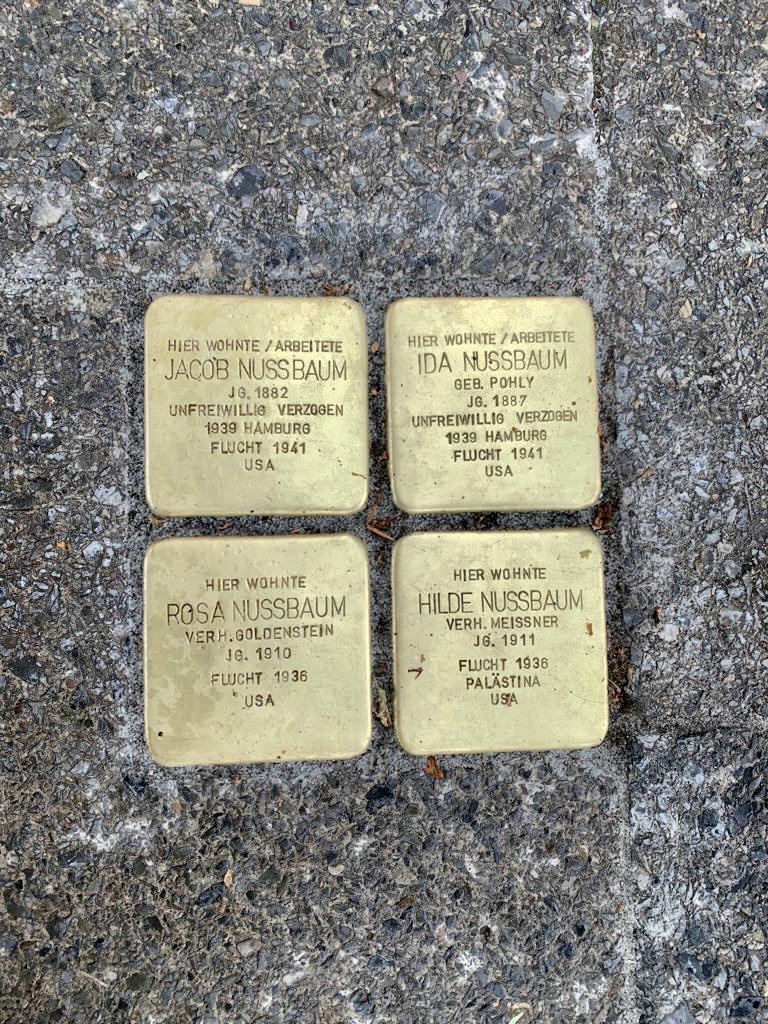 HIER WOHNTE / ARBEITETE
JACOB NUSSBAUM
JG. 1882
UNFREIWILLIG VERZOGEN
1939 HAMBURG
FLUCHT 1941
USA
HIER WOHNTE / ARBEITETE
IDA NUSSBAUM
GEB. POHLY
JG. 1887
UNFREIWILLIG VERZOGEN
1939 HAMBURG
FLUCHT 1941
USA
HIER WOHNTE
ROSA NUSSBAUM
VERH. GOLDENSTEIN
JG. 1910
FLUCHT 1936
USA
HIER WOHNTE
HILDE NUSSBAUM
VERH. MEISSNER
JG. 1911
FLUCHT 1936
PALÄSTINA
USA